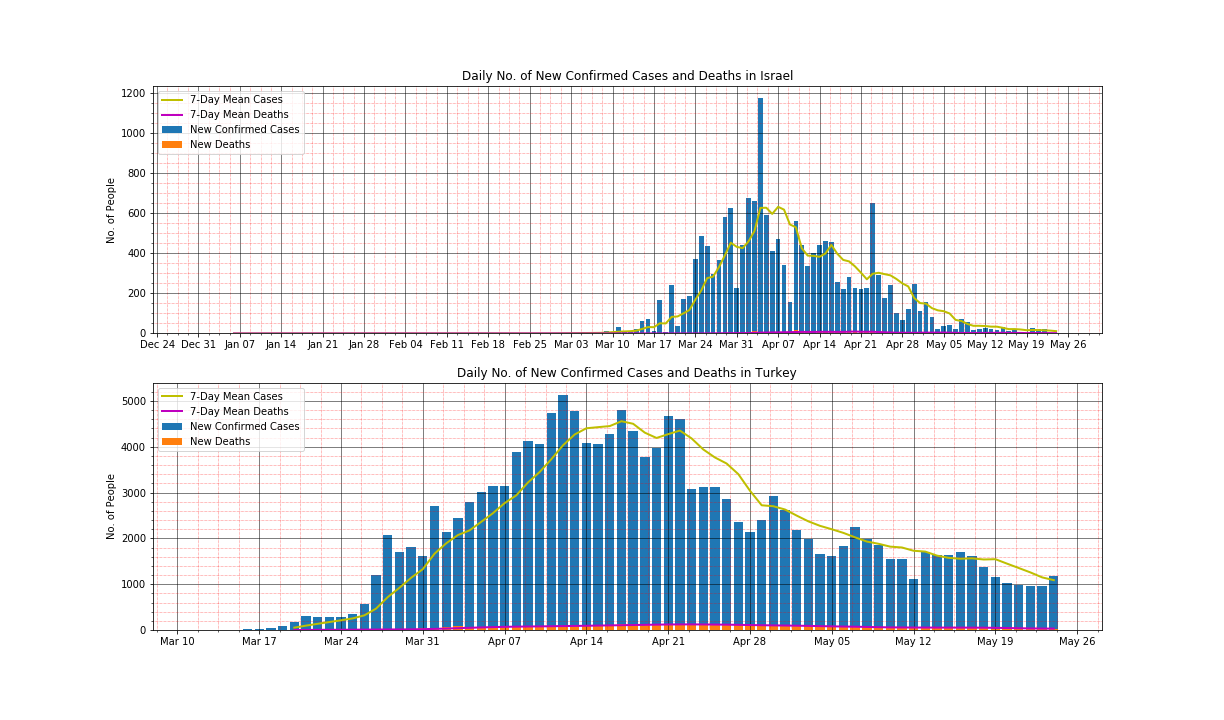 Daily No. of New Confirmed Cases and Deaths in Israel
No. of People
1200
1000
800
600
400
200
0
7-Day Mean Cases
7-Day Mean Deaths
New Confirmed Cases
New Deaths
Dec 24 Dec 31 Jan 07 Jan 14 Jan 21 Jan 28 Feb 04 Feb 11 Feb 18 Feb 25 Mar 03 Mar 10 Mar 17 Mar 24 Mar 31 Apr 07 Apr 14 Apr 21 Apr 28 May 05 May 12 May 19 May 26
Daily No. of New Confirmed Cases and Deaths in Turkey
No. of People
5000
4000
3000
2000
1000
0
7-Day Mean Cases
7-Day Mean Deaths
New Confirmed Cases
New Deaths
Mar 10 Mar 17 Mar 24 Mar 31 Apr 07 Apr 14 Apr 21 Apr 28 May 05 May 12 May 19 May 26